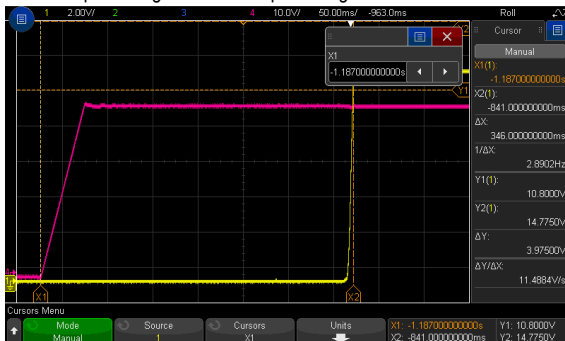 1 2.00V/ 2 3 4 10.0V/ 50.00ms/ -963.0ms Roll
Cursor
Manual
X1
-1.187000000000s
X1(1):
-1.187000000000s
X2(1):
-841.000000000ms
ΔX:
346.000000000ms
1/ΔX:
2.8902Hz
Y1(1):
10.8000V
Y2(1):
14.7750V
ΔY:
3.97500V
ΔY/ΔX:
11.4884V/s
Y1
X1 X2
Cursors Menu
Mode Source Cursors Units X1: -1.187000000000s Y1: 10.8000V
Manual 1 X1 X2: -841.000000000ms Y2: 14.7750V